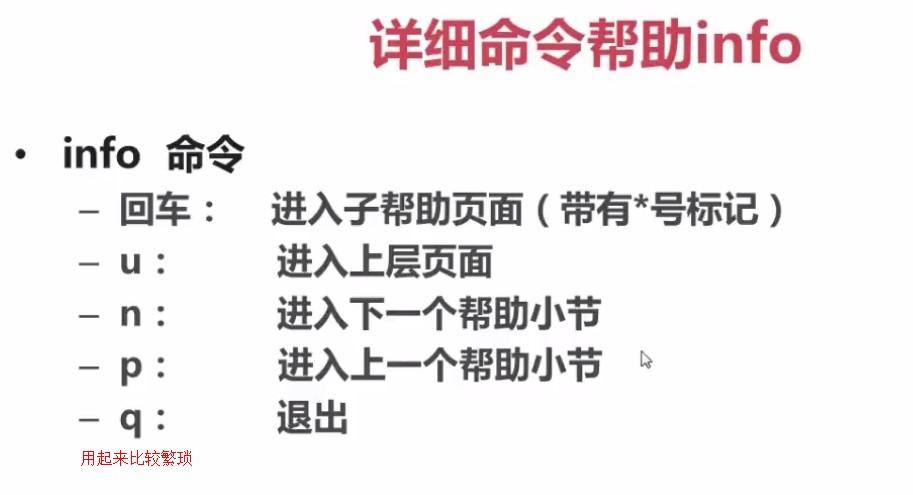 详细命令帮助info
• info 命令
– 回车： 进入子帮助页面（带有*号标记）
– u： 进入上层页面
– n： 进入下一个帮助小节
– p： 进入上一个帮助小节
– q： 退出
用起来比较繁琐